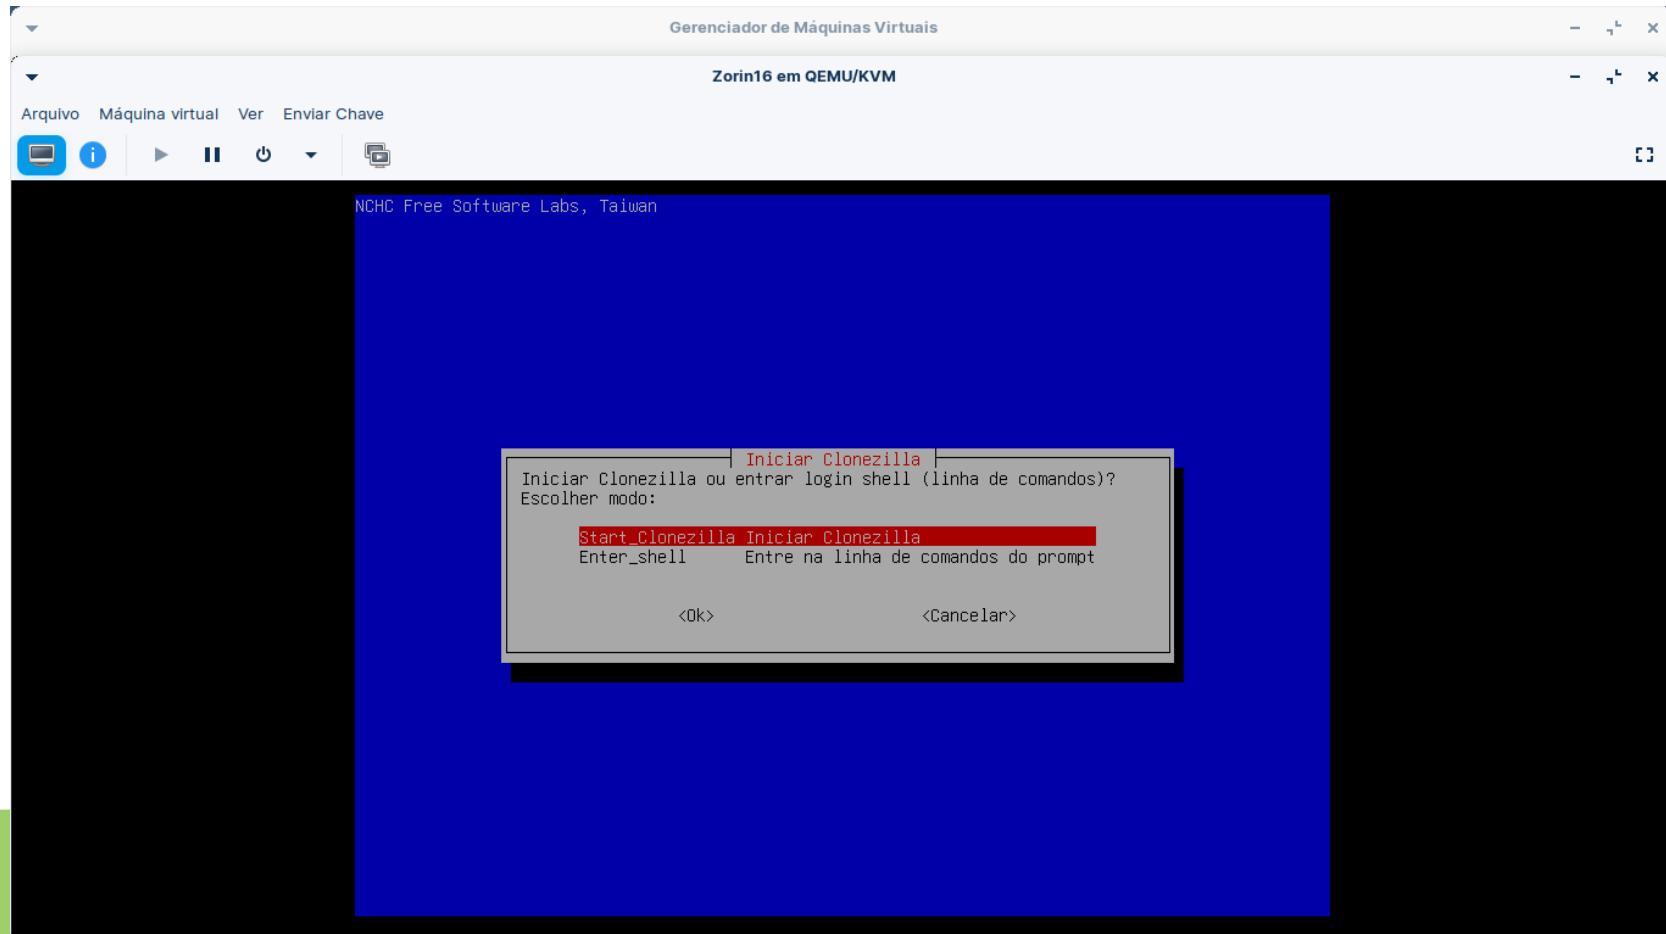 Gerenciador de Máquinas Virtuais
Zorin16 em QEMU/KVM
Arquivo Máquina virtual Ver Enviar Chave
NCHC Free Software Labs, Taiwan
Iniciar Clonezilla
Iniciar Clonezilla ou entrar login shell (linha de comandos)?
Escolher modo:
Start_Clonezilla Iniciar Clonezilla
Enter_shell Entre na linha de comandos do prompt
<Ok> <Cancelar>